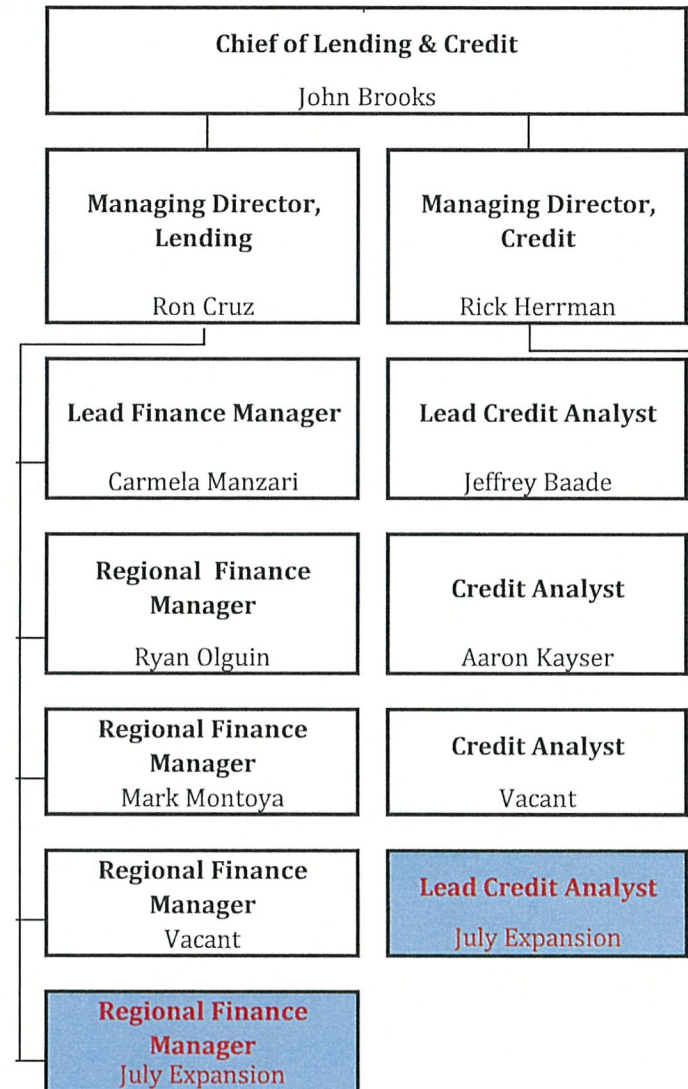 Chief of Lending & Credit
John Brooks
Managing Director,
Lending
Ron Cruz
Managing Director,
Credit
Rick Herrman
Lead Finance Manager
Carmela Manzari
Lead Credit Analyst
Jeffrey Baade
Regional Finance
Manager
Ryan Olguin
Credit Analyst
Aaron Kayser
Regional Finance
Manager
Mark Montoya
Credit Analyst
Vacant
Regional Finance
Manager
Vacant
Lead Credit Analyst
July Expansion
Regional Finance
Manager
July Expansion